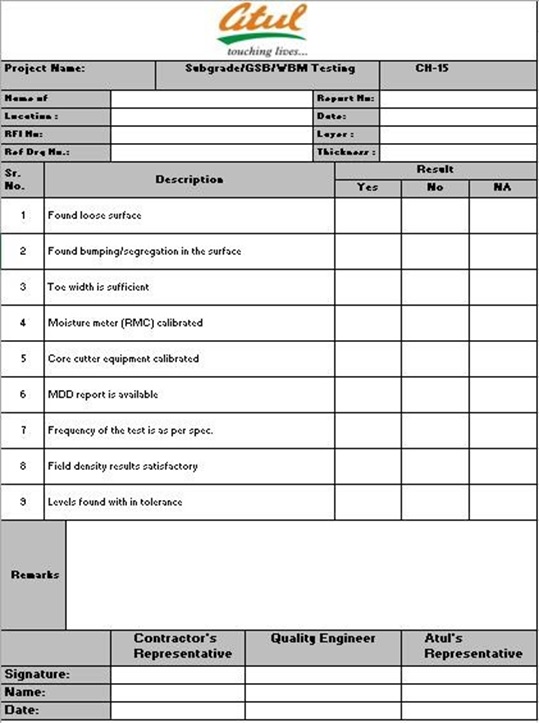 atul
touching lives...
Project Name: Subgrade/GSB/WBM Testing CH-15
Name of Report No:
Location : Date:
RFI No: Layer :
Ref Drg No.: Thickness :
Sr. No. Description Result
Yes No NA
1 Found loose surface
2 Found bumping/segregation in the surface
3 Toe width is sufficient
4 Moisture meter (RMC) calibrated
5 Core cutter equipment calibrated
6 MDD report is available
7 Frequency of the test is as per spec.
8 Field density results satisfactory
9 Levels found with in tolerance
Remarks
Contractor's Quality Engineer Atul's
Representative Representative
Signature:
Name:
Date: